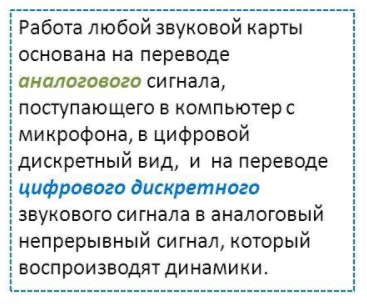 Работа любой звуковой карты
основана на переводе
аналогового сигнала,
поступающего в компьютер с
микрофона, в цифровой
дискретный вид, и на переводе
цифрового дискретного
звукового сигнала в аналоговый
непрерывный сигнал, который
воспроизводят динамики.